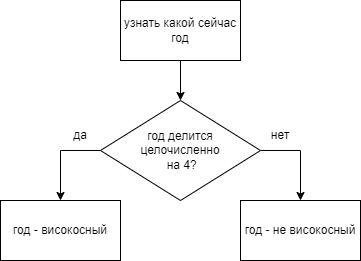 узнать какой сейчас
год
да
год делится
целочисленно
на 4?
нет
год - високосный
год - не високосный